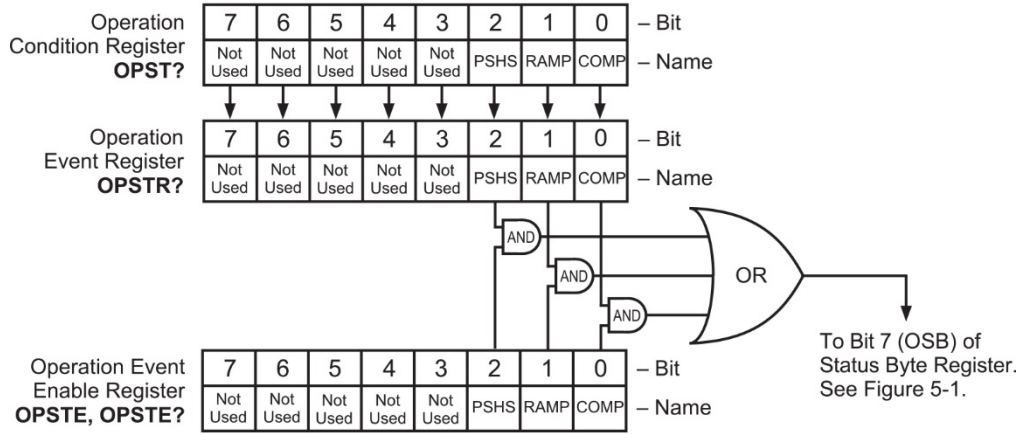 Operation
Condition Register
OPST?
7 6 5 4 3 2 1 0 – Bit
Not Used Not Used Not Used Not Used Not Used PSHS RAMP COMP – Name
Operation
Event Register
OPSTR?
7 6 5 4 3 2 1 0 – Bit
Not Used Not Used Not Used Not Used Not Used PSHS RAMP COMP – Name
AND
AND
AND
OR
To Bit 7 (OSB) of
Status Byte Register.
See Figure 5-1.
Operation Event
Enable Register
OPSTE, OPSTE?
7 6 5 4 3 2 1 0 – Bit
Not Used Not Used Not Used Not Used Not Used PSHS RAMP COMP – Name